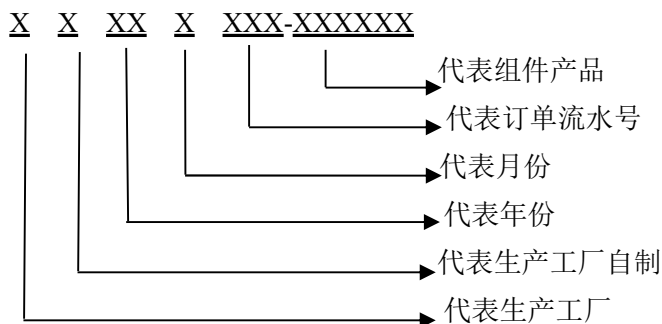 X X XX X XXX-XXXXXX
代表组件产品
代表订单流水号
代表月份
代表年份
代表生产工厂自制
代表生产工厂